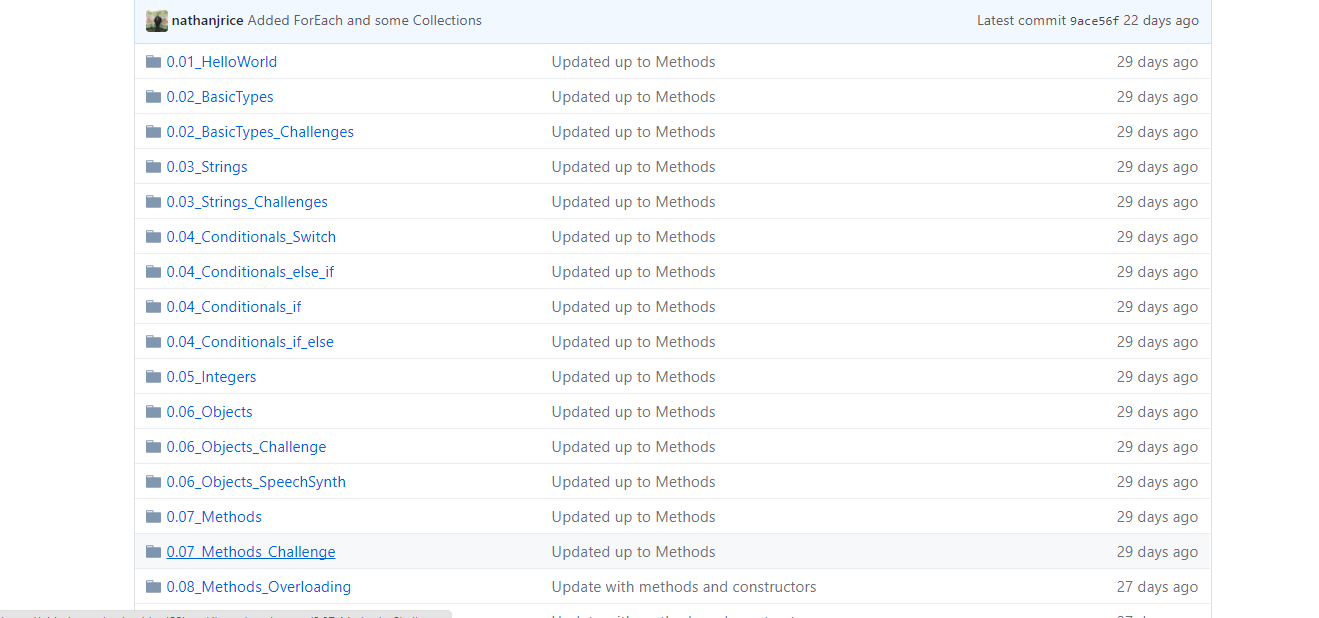 nathanjrice Added ForEach and some Collections Latest commit 9ace56f 22 days ago
0.01_HelloWorld Updated up to Methods 29 days ago
0.02_BasicTypes Updated up to Methods 29 days ago
0.02_BasicTypes_Challenges Updated up to Methods 29 days ago
0.03_Strings Updated up to Methods 29 days ago
0.03_Strings_Challenges Updated up to Methods 29 days ago
0.04_Conditionals_Switch Updated up to Methods 29 days ago
0.04_Conditionals_else_if Updated up to Methods 29 days ago
0.04_Conditionals_if Updated up to Methods 29 days ago
0.04_Conditionals_if_else Updated up to Methods 29 days ago
0.05_Integers Updated up to Methods 29 days ago
0.06_Objects Updated up to Methods 29 days ago
0.06_Objects_Challenge Updated up to Methods 29 days ago
0.06_Objects_SpeechSynth Updated up to Methods 29 days ago
0.07_Methods Updated up to Methods 29 days ago
0.07_Methods_Challenge Updated up to Methods 29 days ago
0.08_Methods_Overloading Update with methods and constructors 27 days ago